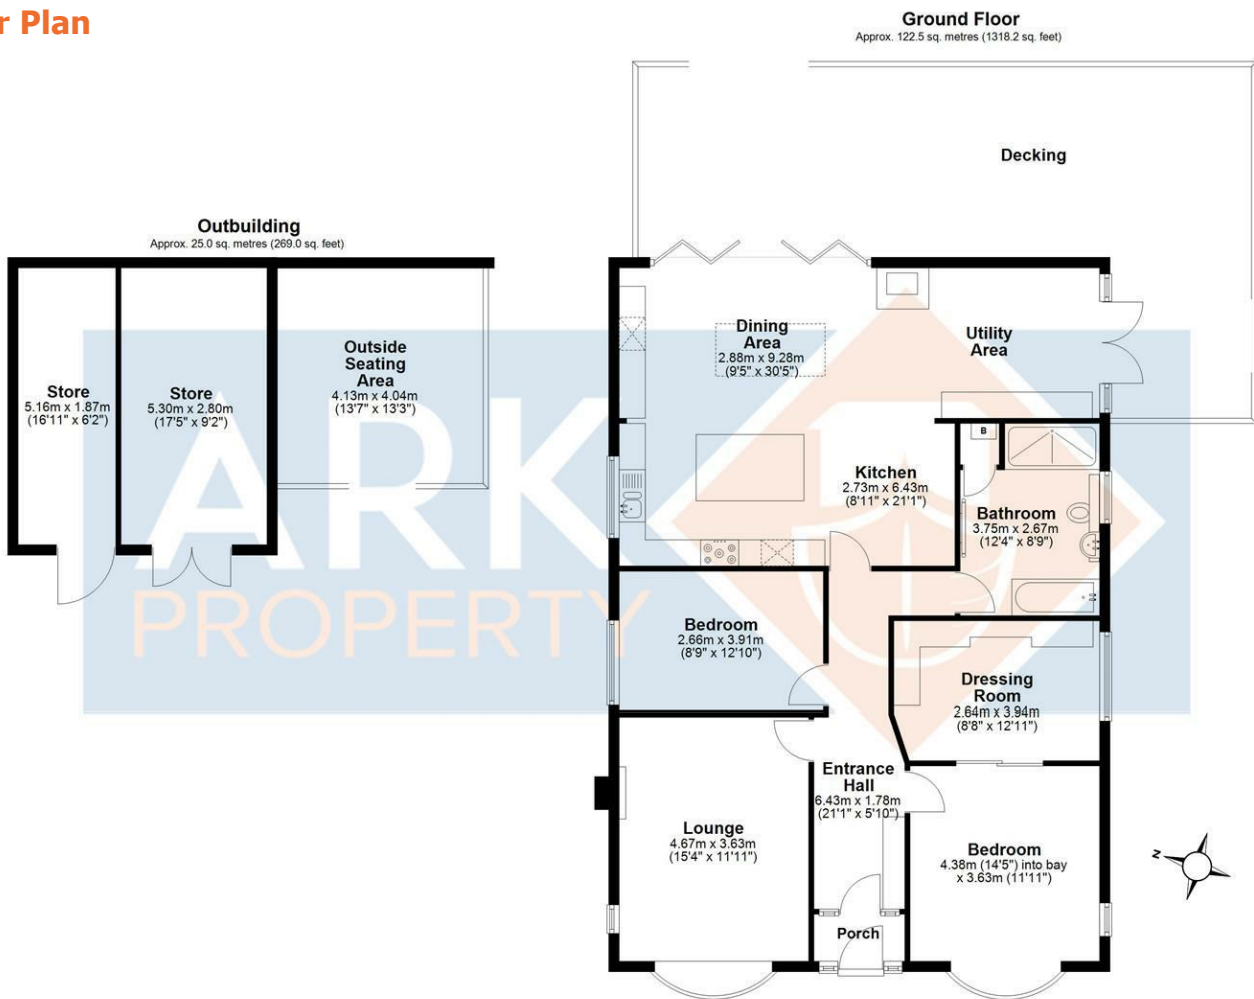 r Plan
Ground Floor
Approx. 122.5 sq. metres (1318.2 sq. feet)
Decking
Outbuilding
Approx. 25.0 sq. metres (269.0 sq. feet)
Store
5.16m x 1.87m
(16'11" x 6'2")
Store
5.30m x 2.80m
(17'5" x 9'2")
Outside
Seating
Area
4.13m x 4.04m
(13'7" x 13'3")
Dining
Area
2.88m x 9.28m
(9'5" x 30'5")
Utility
Area
Kitchen
2.73m x 6.43m
(8'11" x 21'1")
B
Bathroom
3.75m x 2.67m
(12'4" x 8'9")
Bedroom
2.66m x 3.91m
(8'9" x 12'10")
Dressing
Room
2.64m x 3.94m
(8'8" x 12'11")
Entrance
Hall
6.43m x 1.78m
(21'1" x 5'10")
Lounge
4.67m x 3.63m
(15'4" x 11'11")
Bedroom
4.38m (14'5") into bay
x 3.63m (11'11")
Porch
N
ARK
PROPERTY